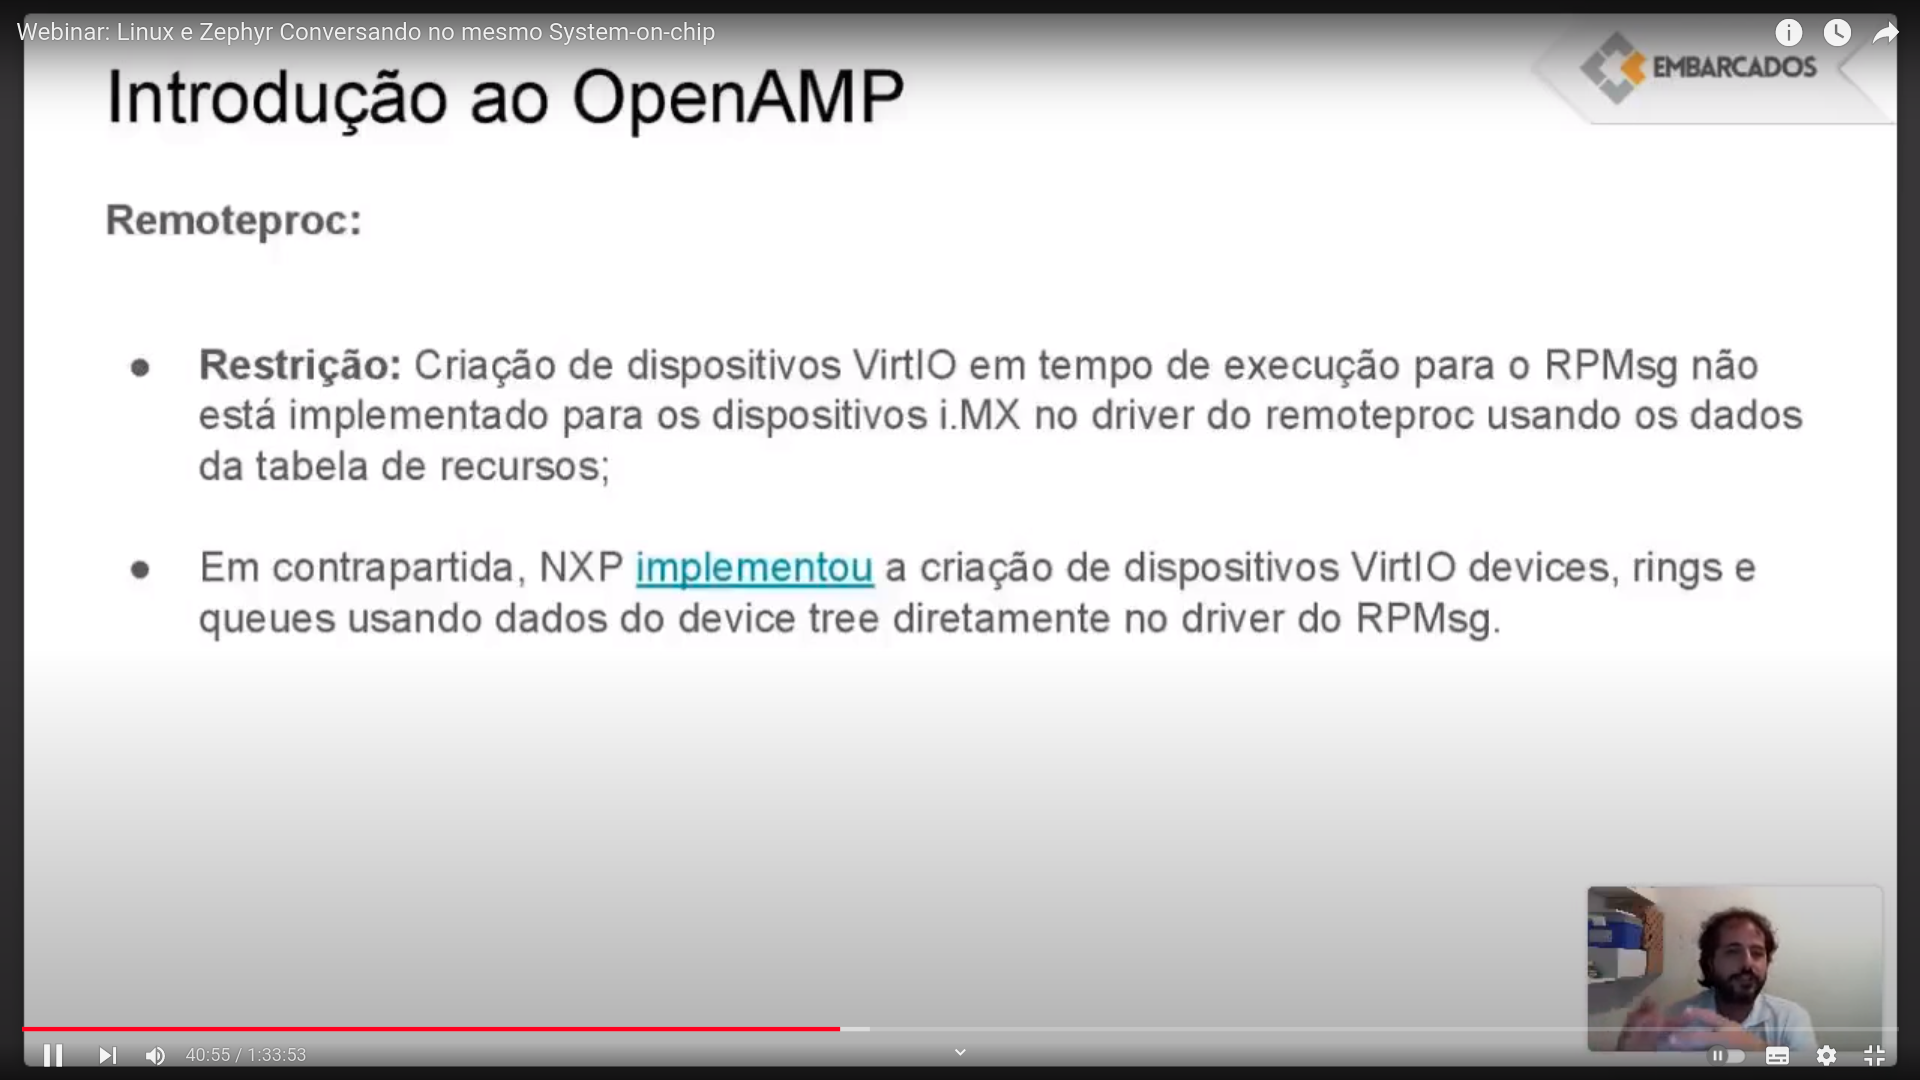 Webinar: Linux e Zephyr Conversando no mesmo System-on-chip
EMBARCADOS
Introdução ao OpenAMP
Remoteproc:
● Restrição: Criação de dispositivos VirtIO em tempo de execução para o RPMsg não
está implementado para os dispositivos i.MX no driver do remoteproc usando os dados
da tabela de recursos;
● Em contrapartida, NXP implementou a criação de dispositivos VirtIO devices, rings e
queues usando dados do device tree diretamente no driver do RPMsg.
40:55 / 1:33:53